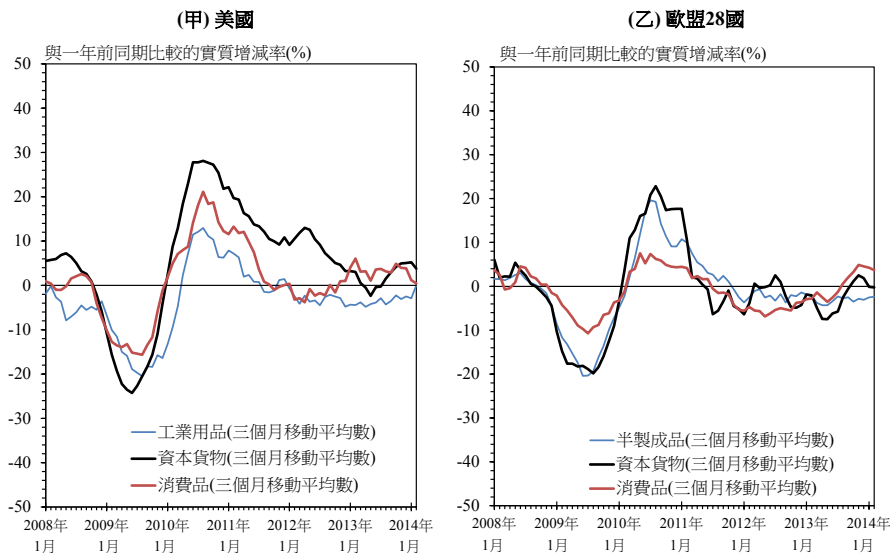 (甲) 美國
與一年前同期比較的實質增減率(%)
50
40
30
20
10
0
-10
-20
-30
-40
-50
工業用品(三個月移動平均數)
資本貨物(三個月移動平均數)
消費品(三個月移動平均數)
2008年 2009年 2010年 2011年 2012年 2013年 2014年
1月 1月 1月 1月 1月 1月 1月
(乙) 歐盟28國
與一年前同期比較的實質增減率(%)
50
40
30
20
10
0
-10
-20
-30
-40
-50
半製成品(三個月移動平均數)
資本貨物(三個月移動平均數)
消費品(三個月移動平均數)
2008年 2009年 2010年 2011年 2012年 2013年 2014年
1月 1月 1月 1月 1月 1月 1月